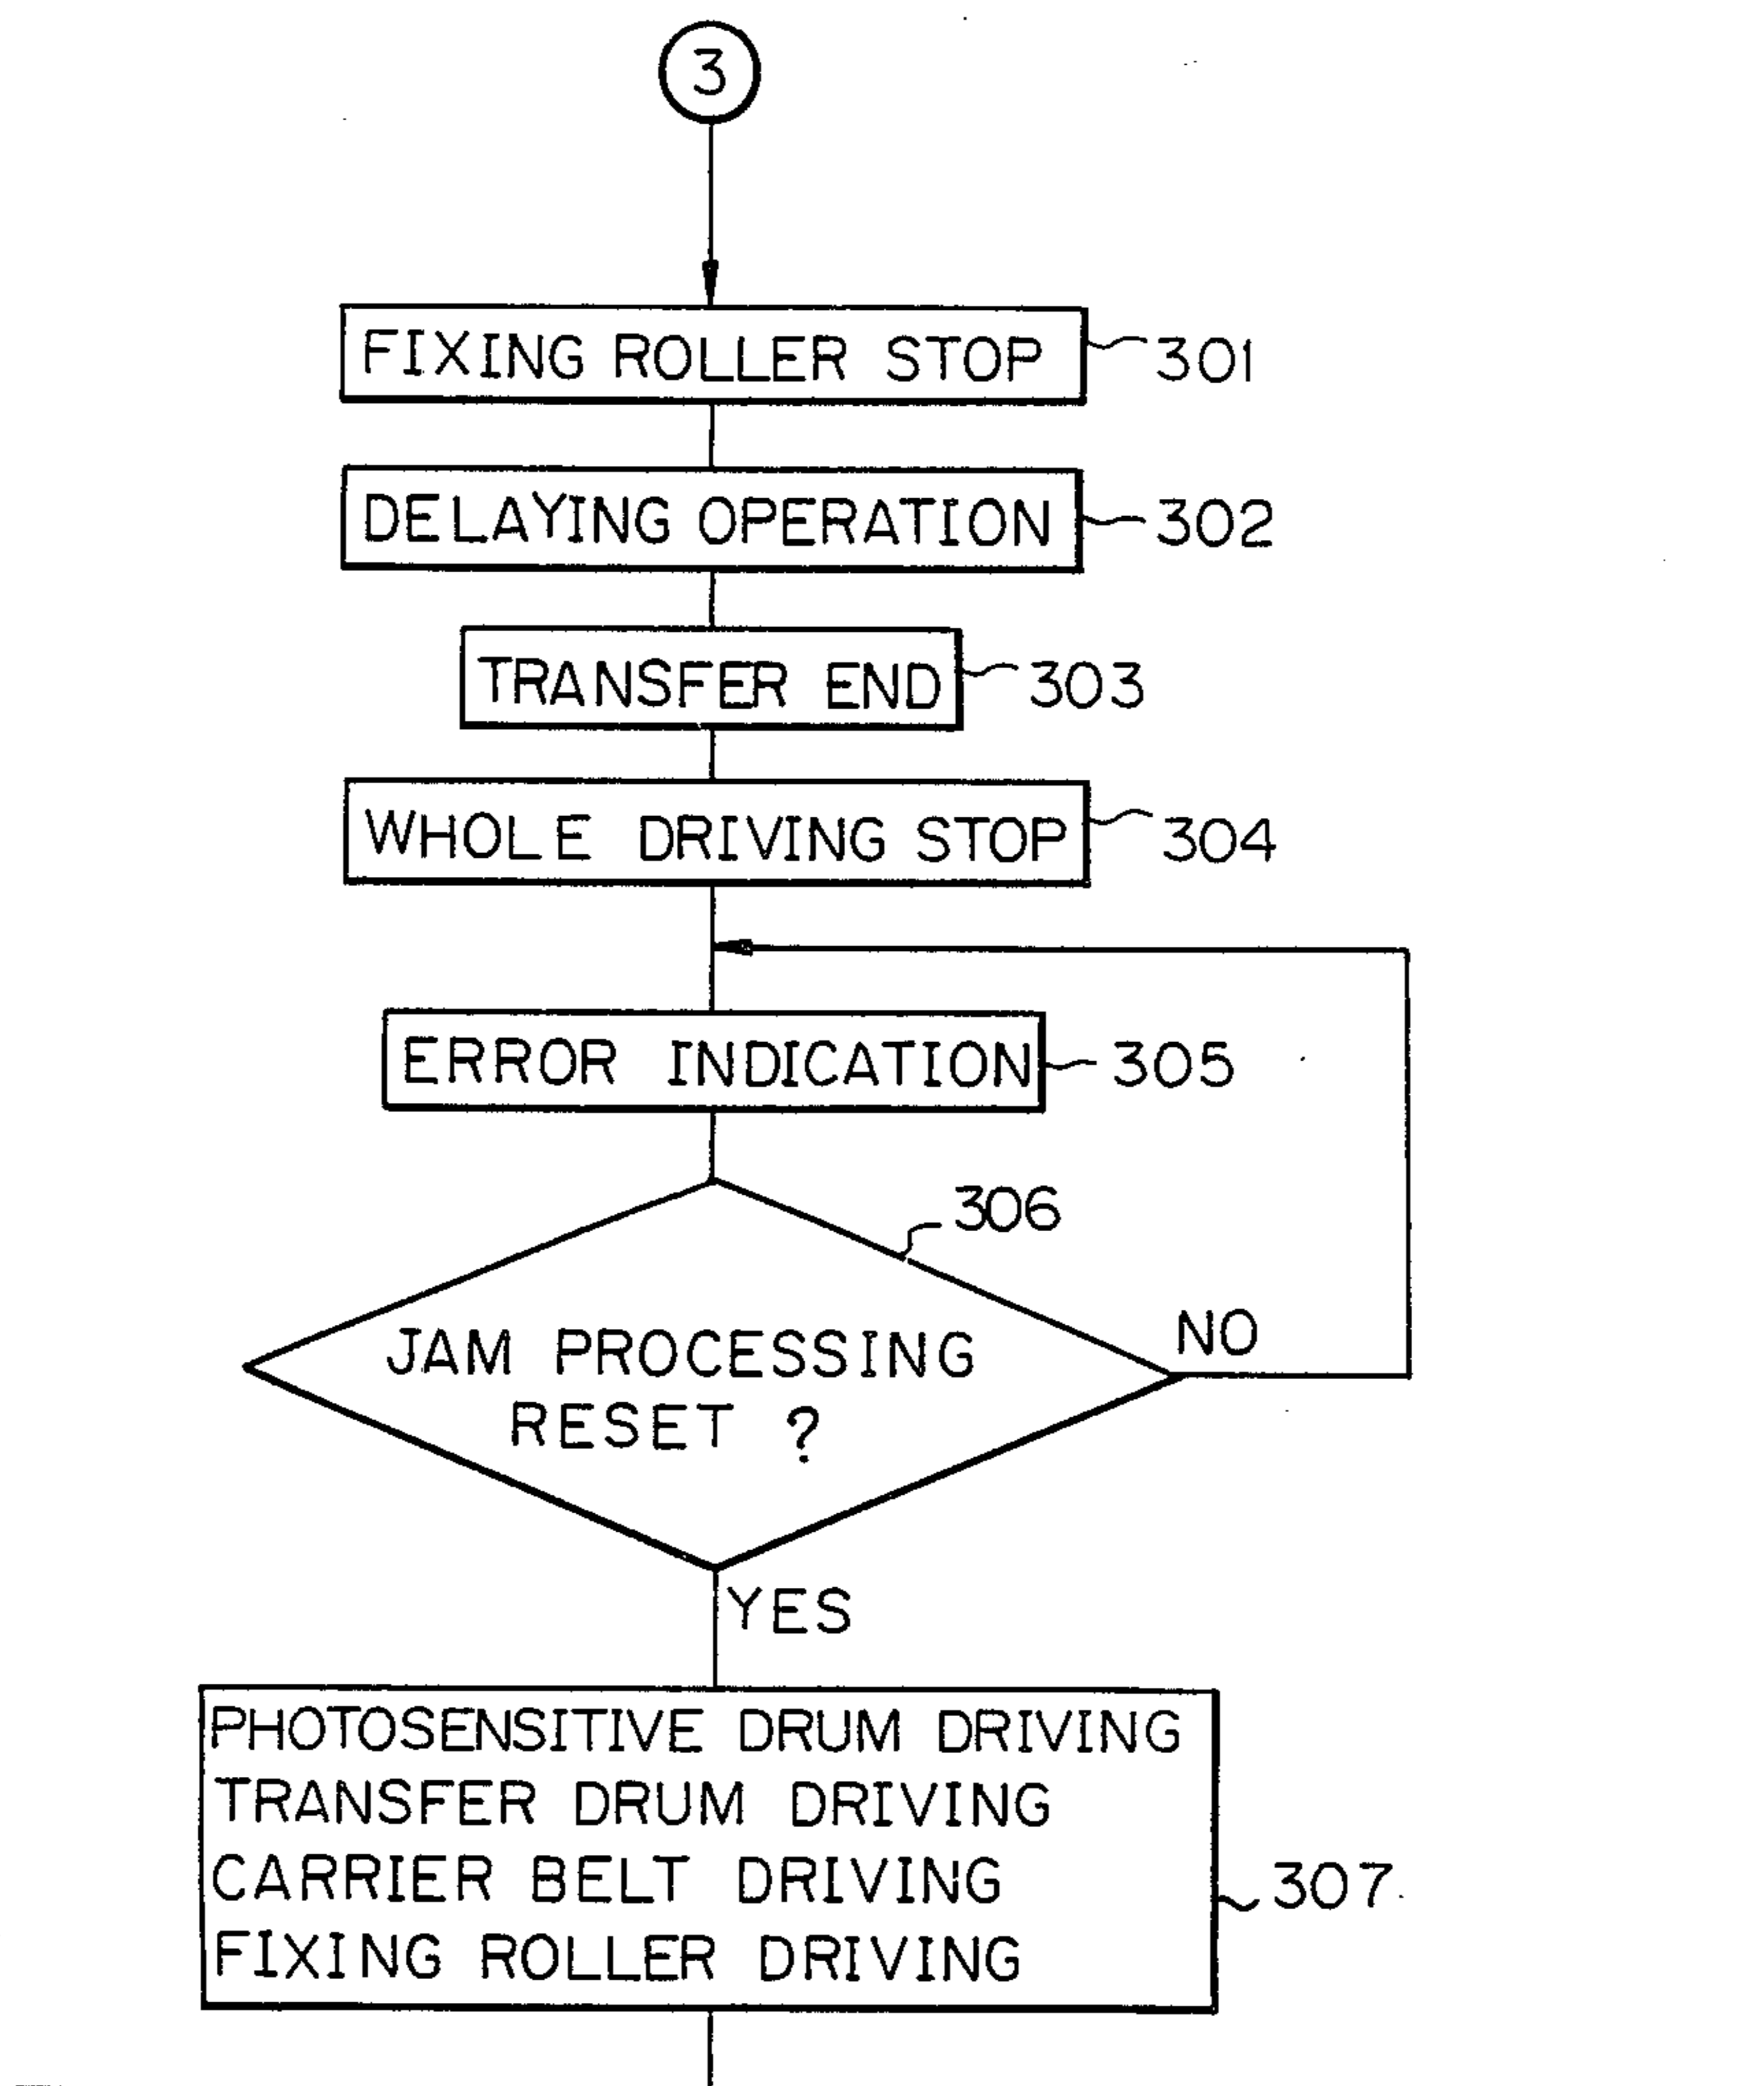 3
FIXING ROLLER STOP 301
DELAYING OPERATION 302
TRANSFER END 303
WHOLE DRIVING STOP 304
ERROR INDICATION 305
306
JAM PROCESSING
RESET ?
NO
YES
PHOTOSENSITIVE DRUM DRIVING
TRANSFER DRUM DRIVING
CARRIER BELT DRIVING
FIXING ROLLER DRIVING
307